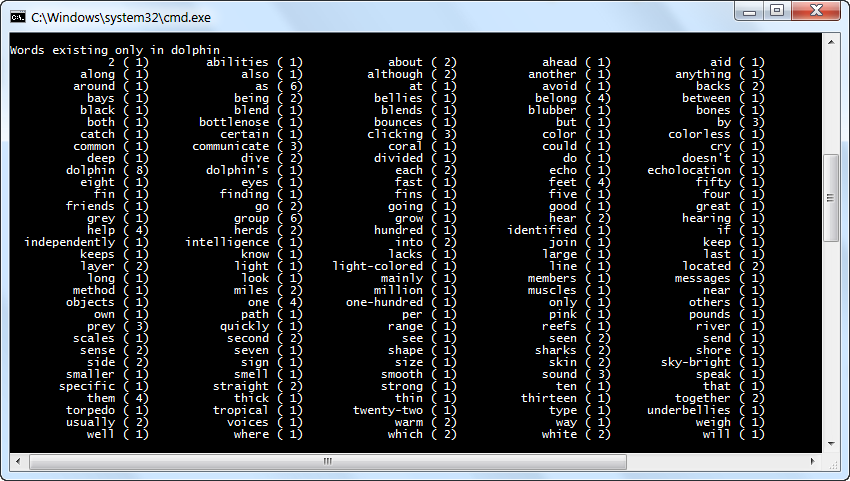 C:\Windows\system32\cmd.exe
Words existing only in dolphin
2 ( 1) abilities ( 1) about ( 2) ahead ( 1) aid ( 1)
along ( 1) also ( 1) although ( 2) another ( 1) anything ( 1)
around ( 1) as ( 6) at ( 1) avoid ( 1) backs ( 2)
bays ( 1) being ( 2) bellies ( 1) belong ( 4) between ( 1)
black ( 1) blend ( 1) blends ( 1) blubber ( 1) bones ( 1)
both ( 1) bottlenose ( 1) bounces ( 1) but ( 1) by ( 3)
catch ( 1) certain ( 1) clicking ( 3) color ( 1) colorless ( 1)
common ( 1) communicate ( 3) coral ( 1) could ( 1) cry ( 1)
deep ( 1) dive ( 2) divided ( 1) do ( 1) doesn't ( 1)
dolphin ( 8) dolphin's ( 1) each ( 2) echo ( 1) echolocation ( 1)
eight ( 1) eyes ( 1) fast ( 1) feet ( 4) fifty ( 1)
fin ( 1) finding ( 1) fins ( 1) five ( 1) four ( 1)
friends ( 1) go ( 2) going ( 1) good ( 1) great ( 1)
grey ( 1) group ( 6) grow ( 1) hear ( 2) hearing ( 1)
help ( 4) herds ( 2) hundred ( 1) identified ( 1) if ( 1)
independently ( 1) intelligence ( 1) into ( 2) join ( 1) keep ( 1)
keeps ( 1) know ( 1) lacks ( 1) large ( 1) last ( 1)
layer ( 2) light ( 1) light-colored ( 1) line ( 1) located ( 2)
long ( 1) look ( 1) mainly ( 1) members ( 1) messages ( 1)
method ( 1) miles ( 2) million ( 1) muscles ( 1) near ( 1)
objects ( 1) one ( 4) one-hundred ( 1) only ( 1) others ( 1)
own ( 1) path ( 1) per ( 1) pink ( 1) pounds ( 1)
prey ( 3) quickly ( 1) range ( 1) reefs ( 1) river ( 1)
scales ( 1) second ( 2) see ( 1) seen ( 2) send ( 1)
sense ( 2) seven ( 1) shape ( 1) sharks ( 2) shore ( 1)
side ( 2) sign ( 1) size ( 1) skin ( 2) sky-bright ( 1)
smaller ( 1) smell ( 1) smooth ( 1) sound ( 3) speak ( 1)
specific ( 1) straight ( 2) strong ( 1) ten ( 1) that ( 1)
them ( 4) thick ( 1) thin ( 1) thirteen ( 1) together ( 2)
torpedo ( 1) tropical ( 1) twenty-two ( 1) type ( 1) underbellies ( 1)
usually ( 2) voices ( 1) warm ( 2) way ( 1) weigh ( 1)
well ( 1) where ( 1) which ( 2) white ( 2) will ( 1)